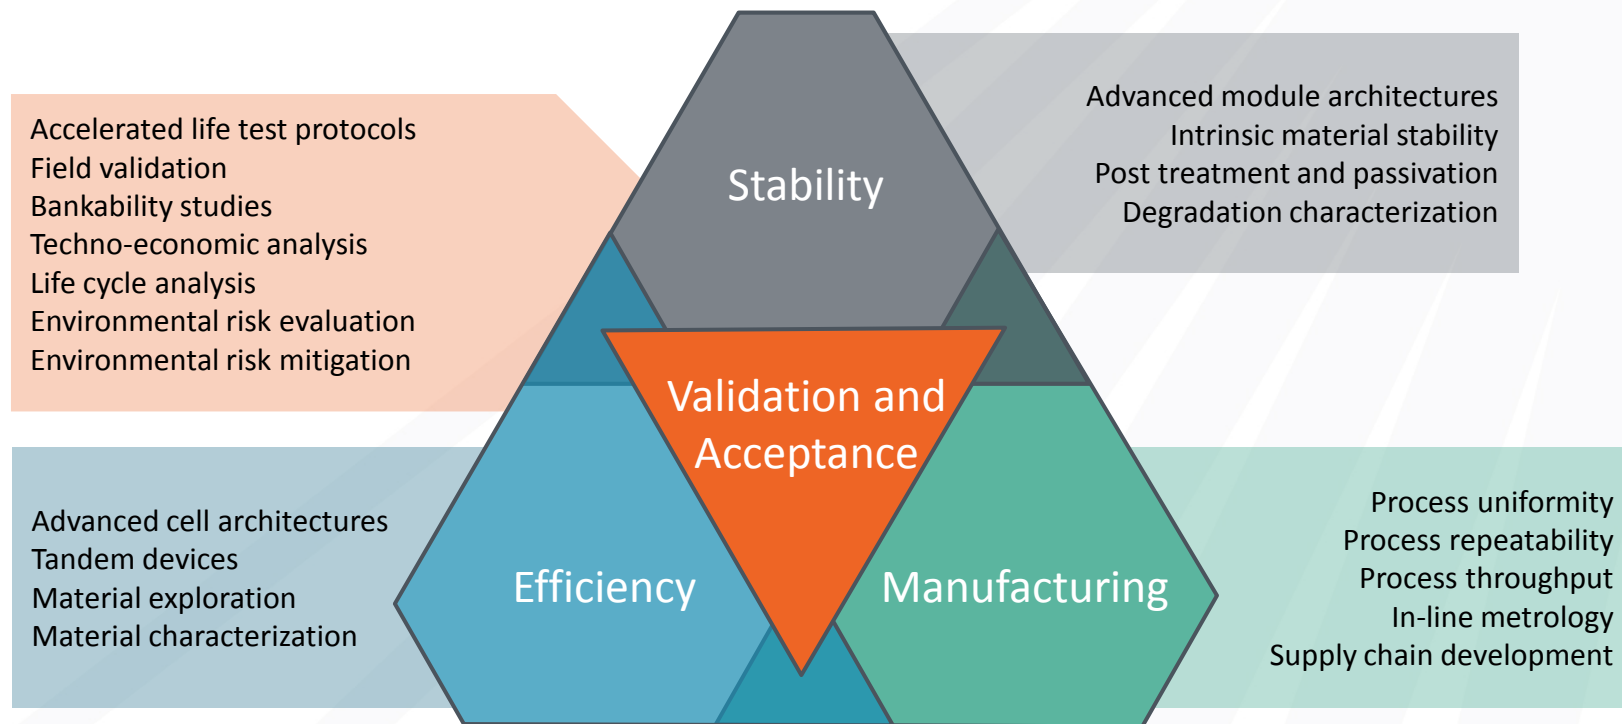 Stability
Accelerated life test protocols
Field validation
Bankability studies
Techno-economic analysis
Life cycle analysis
Environmental risk evaluation
Environmental risk mitigation
Advanced module architectures
Intrinsic material stability
Post treatment and passivation
Degradation characterization
Validation and
Acceptance
Advanced cell architectures
Tandem devices
Material exploration
Material characterization
Efficiency
Manufacturing
Process uniformity
Process repeatability
Process throughput
In-line metrology
Supply chain development